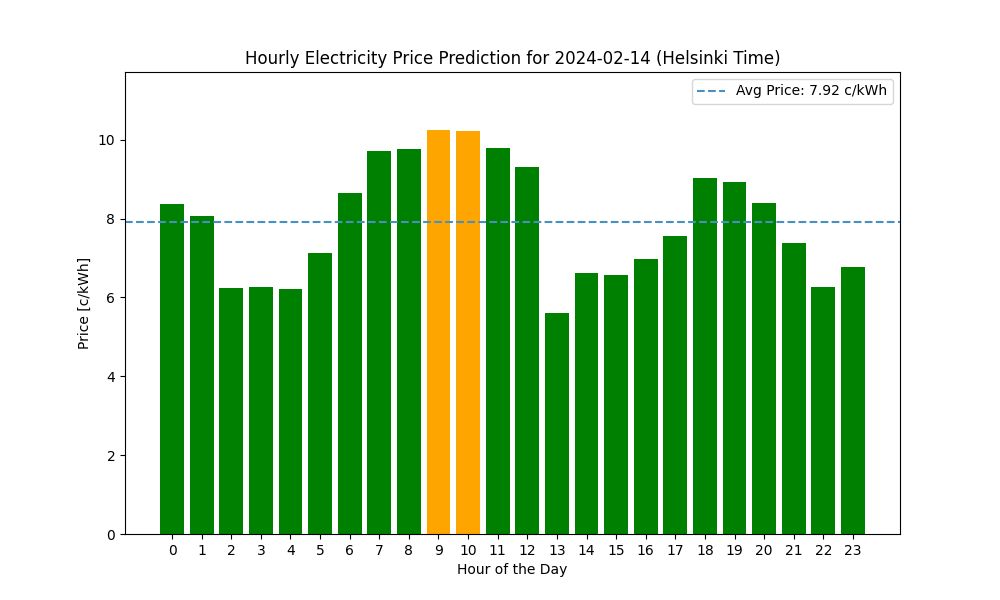 Hourly Electricity Price Prediction for 2024-02-14 (Helsinki Time)
Avg Price: 7.92 c/kWh
Price [c/kWh]
10
8
6
4
2
0
0 1 2 3 4 5 6 7 8 9 10 11 12 13 14 15 16 17 18 19 20 21 22 23
Hour of the Day